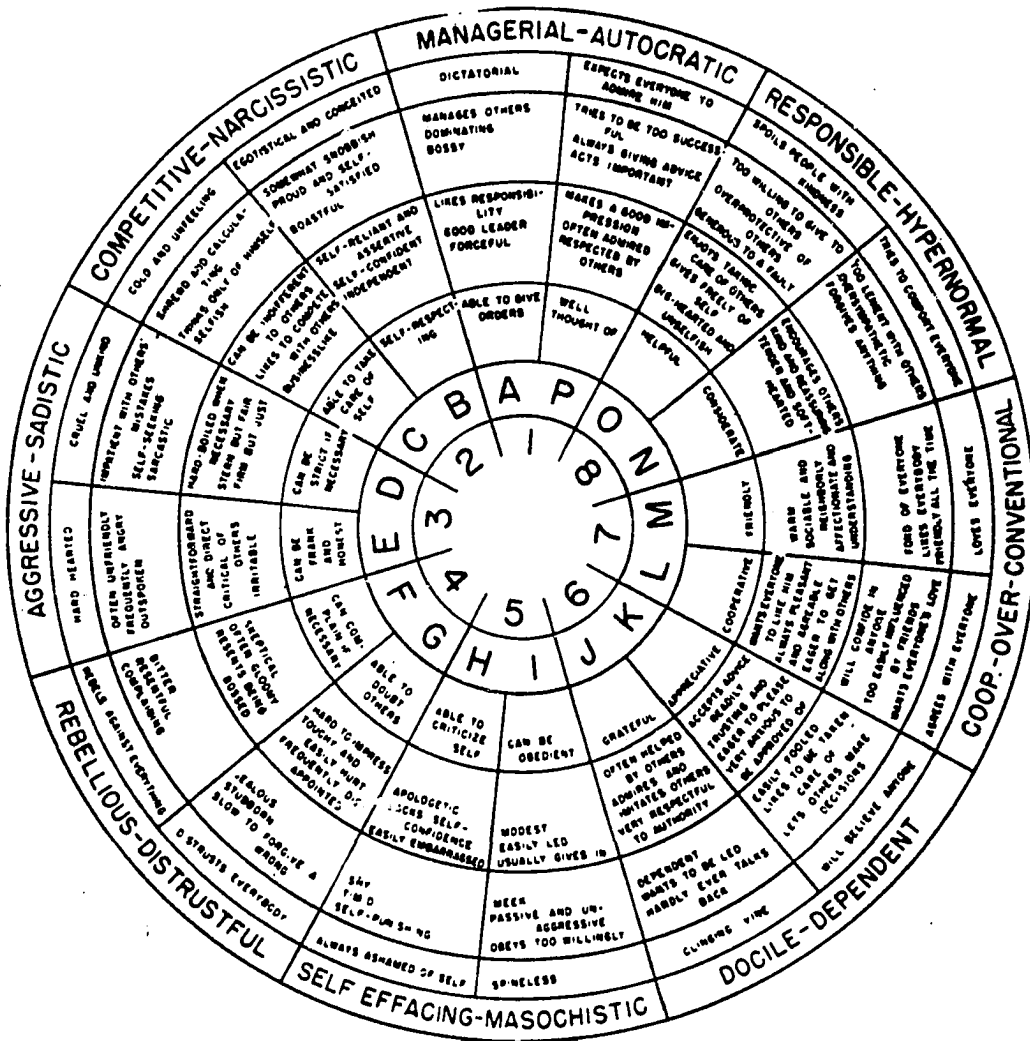 MANAGERIAL-AUTOCRATIC
RESPONSIBLE-HYPERNORMAL
COOP.-OVER-CONVENTIONAL
DOCILE-DEPENDENT
SELF EFFACING-MASOCHISTIC
REBELLIOUS-DISTRUSTFUL
AGGRESSIVE-SADISTIC
COMPETITIVE-NARCISSISTIC
DICTATORIAL
MANAGES OTHERS
DOMINATING
BOSSY
LIKES RESPONSIBI-
LITY
GOOD LEADER
FORCEFUL
ABLE TO GIVE
ORDERS
EXPECTS EVERYONE TO
ADMIRE HIM
TRIES TO BE TOO SUCCESS-
FUL
ALWAYS GIVING ADVICE
ACTS IMPORTANT
MAKES A GOOD IM-
PRESSION
OFTEN ADMIRED
RESPECTED BY
OTHERS
WELL
THOUGHT OF
SPOILS PEOPLE WITH
KINDNESS
TOO WILLING TO GIVE TO
OTHERS
OVERPROTECTIVE OF
OTHERS
GENEROUS TO A FAULT
ENJOYS TAKING
CARE OF OTHERS
GIVES FREELY OF
SELF
BIG-HEARTED AND
UNSELFISH
HELPFUL
TRIES TO COMFORT EVERYONE
TOO LENIENT WITH OTHERS
OVERSYMPATHETIC
FORGIVES ANYTHING
ENCOURAGES OTHERS
KIND AND REASSURING
TENDER AND SOFT-
HEARTED
CONSIDERATE
LOVES EVERYONE
FOND OF EVERYONE
LIKES EVERYBODY
FRIENDLY ALL THE TIME
WARM
SOCIABLE AND
NEIGHBORLY
AFFECTIONATE AND
UNDERSTANDING
FRIENDLY
AGREES WITH EVERYONE
WILL CONFIDE IN
ANYONE
TOO EASILY INFLUENCED
BY FRIENDS
WANTS EVERYONE'S LOVE
WANTS EVERYONE
TO LIKE HIM
ALWAYS PLEASANT
AND AGREEABLE
EAGER TO GET
ALONG WITH OTHERS
COOPERATIVE
WILL BELIEVE ANYONE
EASILY FOOLED
LIKES TO BE TAKEN
CARE OF
LETS OTHERS MAKE
DECISIONS
ACCEPTS ADVICE
READILY
TRUSTING AND
EAGER TO PLEASE
VERY ANXIOUS TO
BE APPROVED OF
APPRECIATIVE
CLINGING VINE
DEPENDENT
WANTS TO BE LED
HARDLY EVER TALKS
BACK
OFTEN HELPED
BY OTHERS
ADMIRES AND
IMITATES OTHERS
VERY RESPECTFUL
TO AUTHORITY
GRATEFUL
SPINELESS
MEEK
PASSIVE AND UN-
AGGRESSIVE
OBEYS TOO WILLINGLY
MODEST
EASILY LED
USUALLY GIVES IN
CAN BE
OBEDIENT
ALWAYS ASHAMED OF SELF
SHY
TIMID
SELF-PUNISHING
APOLOGETIC
LACKS SELF-
CONFIDENCE
EASILY EMBARRASSED
ABLE TO
CRITICIZE
SELF
DISTRUSTS EVERYBODY
JEALOUS
STUBBORN
SLOW TO FORGIVE A
WRONG
HARD TO IMPRESS
TOUCHY AND
EASILY HURT
FREQUENTLY DIS-
APPOINTED
ABLE TO
DOUBT
OTHERS
REBELS AGAINST EVERYTHING
BITTER
RESENTFUL
COMPLAINING
SKEPTICAL
OFTEN GLOOMY
RESENTS BEING
BOSSED
CAN COM-
PLAIN IF
NECESSARY
HARD HEARTED
OFTEN UNFRIENDLY
FREQUENTLY ANGRY
OUTSPOKEN
STRAIGHTFORWARD
AND DIRECT
CRITICAL OF
OTHERS
IRRITABLE
CAN BE
FRANK
AND
HONEST
CRUEL AND UNKIND
IMPATIENT WITH OTHERS'
MISTAKES
SELF-SEEKING
SARCASTIC
HARD-BOILED WHEN
NECESSARY
STERN BUT FAIR
FIRM BUT JUST
CAN BE
STRICT IF
NECESSARY
COLD AND UNFEELING
SHREWD AND CALCULA-
TING
THINKS ONLY OF HIMSELF
SELFISH
CAN BE INDIFFERENT
TO OTHERS
LIKES TO COMPETE
WITH OTHERS
BUSINESSLIKE
ABLE TO TAKE
CARE OF
SELF
EGOTISTICAL AND CONCEITED
SOMEWHAT SNOBBISH
PROUND AND SELF-
SATISFIED
BOASTFUL
SELF-RELIANT AND
ASSERTIVE
SELF-CONFIDENT
INDEPENDENT
SELF-RESPECT-
ING
A P O N M L K J I H G F E D C B
1 8 7 6 5 4 3 2